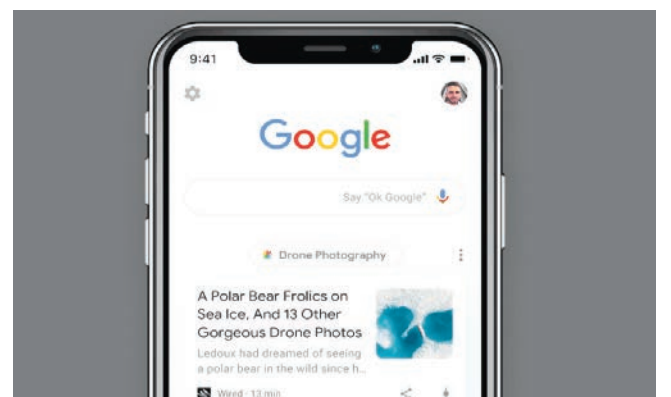 9:41
Google
Say "Ok Google"
Drone Photography
A Polar Bear Frolics on
Sea Ice, And 13 Other
Gorgeous Drone Photos
Ledoux had dreamed of seeing
a polar bear in the wild since h...
Wired · 13 min